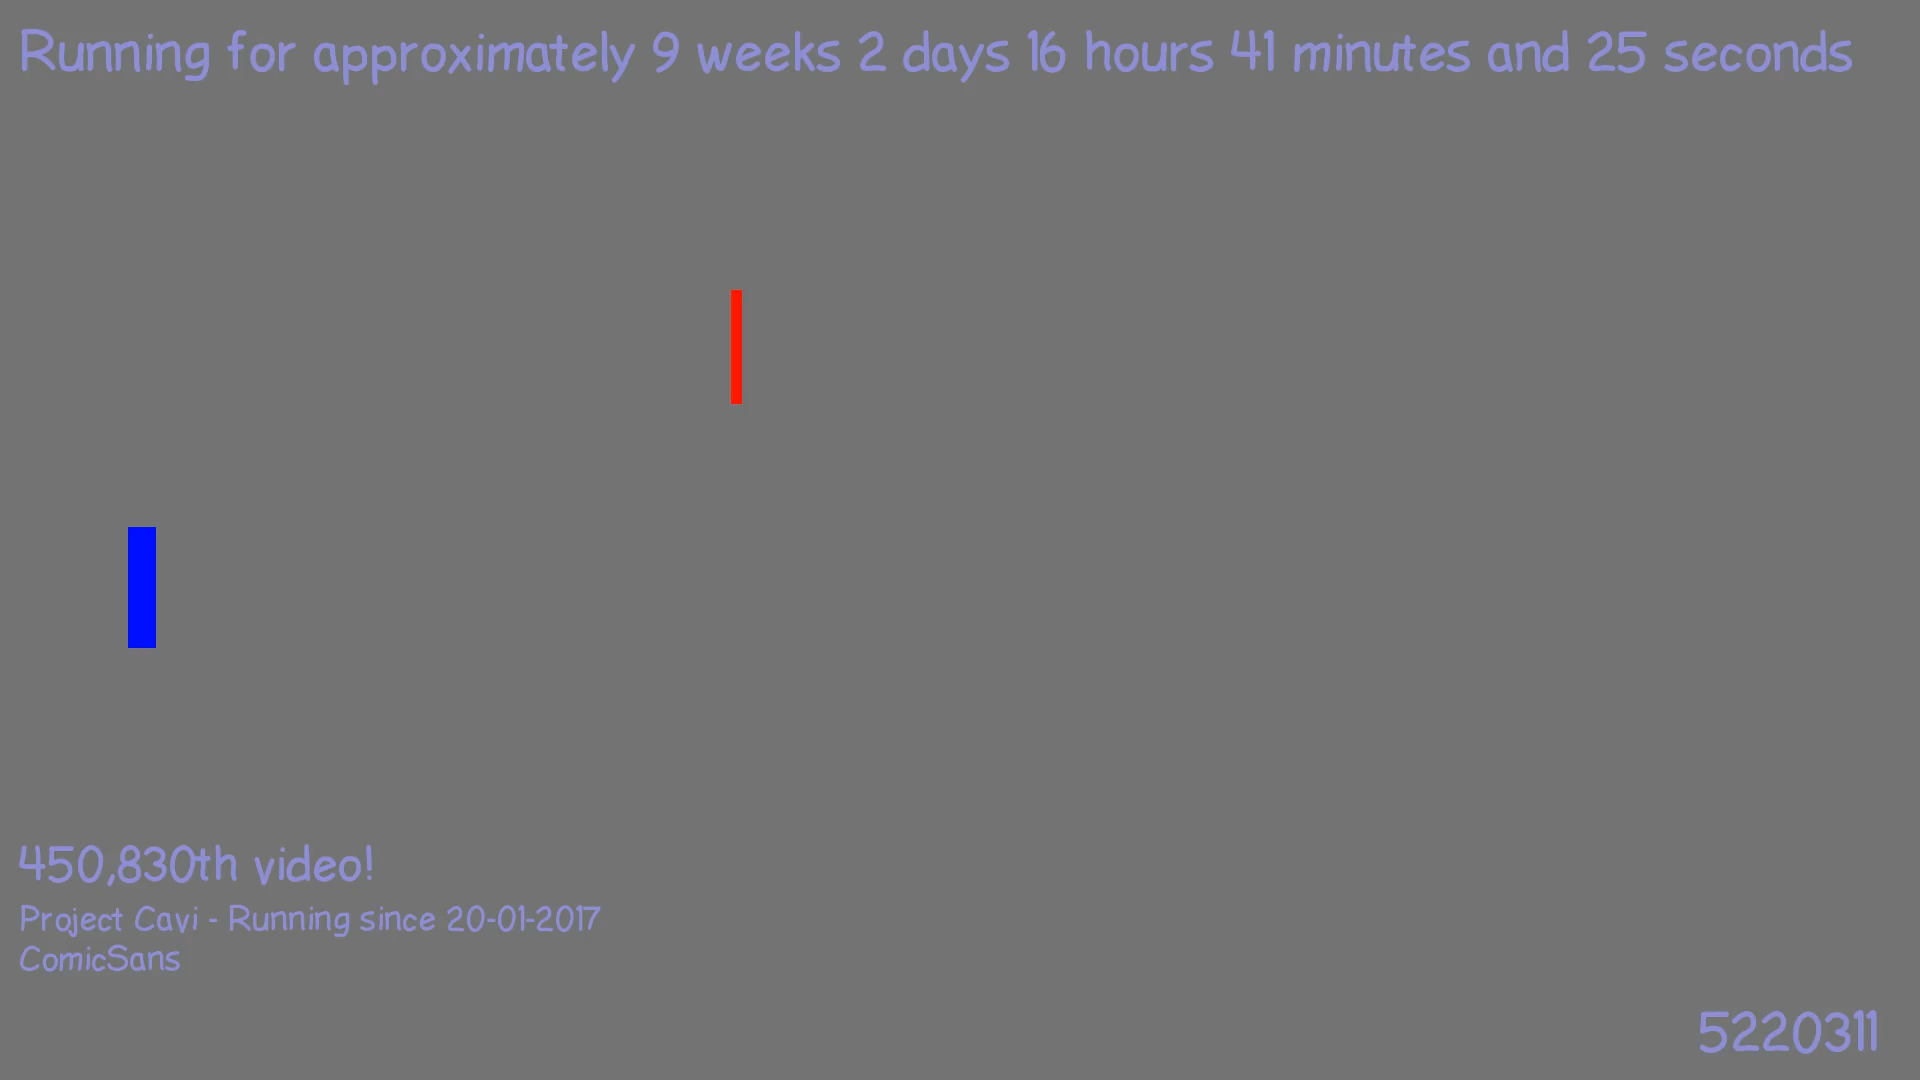 Running for approximately 9 weeks 2 days 16 hours 41 minutes and 25 seconds
450,830th video!
Project Cavi - Running since 20-01-2017
ComicSans
5220311